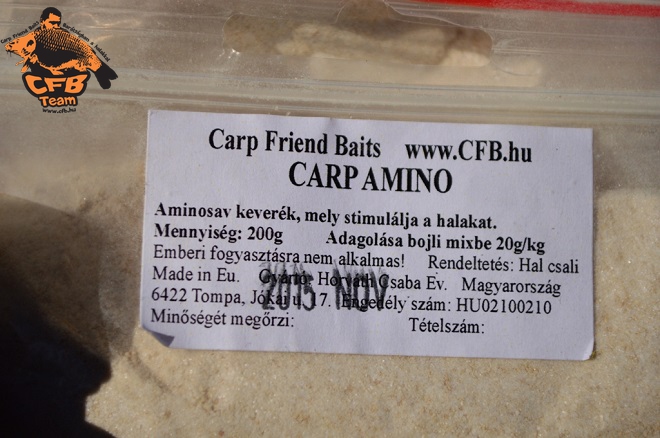 CFB
Team
www.cfb.hu
Carp Friend Baits www.CFB.hu
CARP AMINO
Aminosav keverék, mely stimulálja a halakat.
Mennyiség: 200g Adagolása bojli mixbe 20g/kg
Emberi fogyasztásra nem alkalmas! Rendeltetés: Hal csali
Made in Eu. Gyártó: Horváth Csaba Ev. Magyarország
2015 NOV
6422 Tompa, Jókai u. 17. Engedély szám: HU02100210
Minőségét megőrzi: Tételszám: